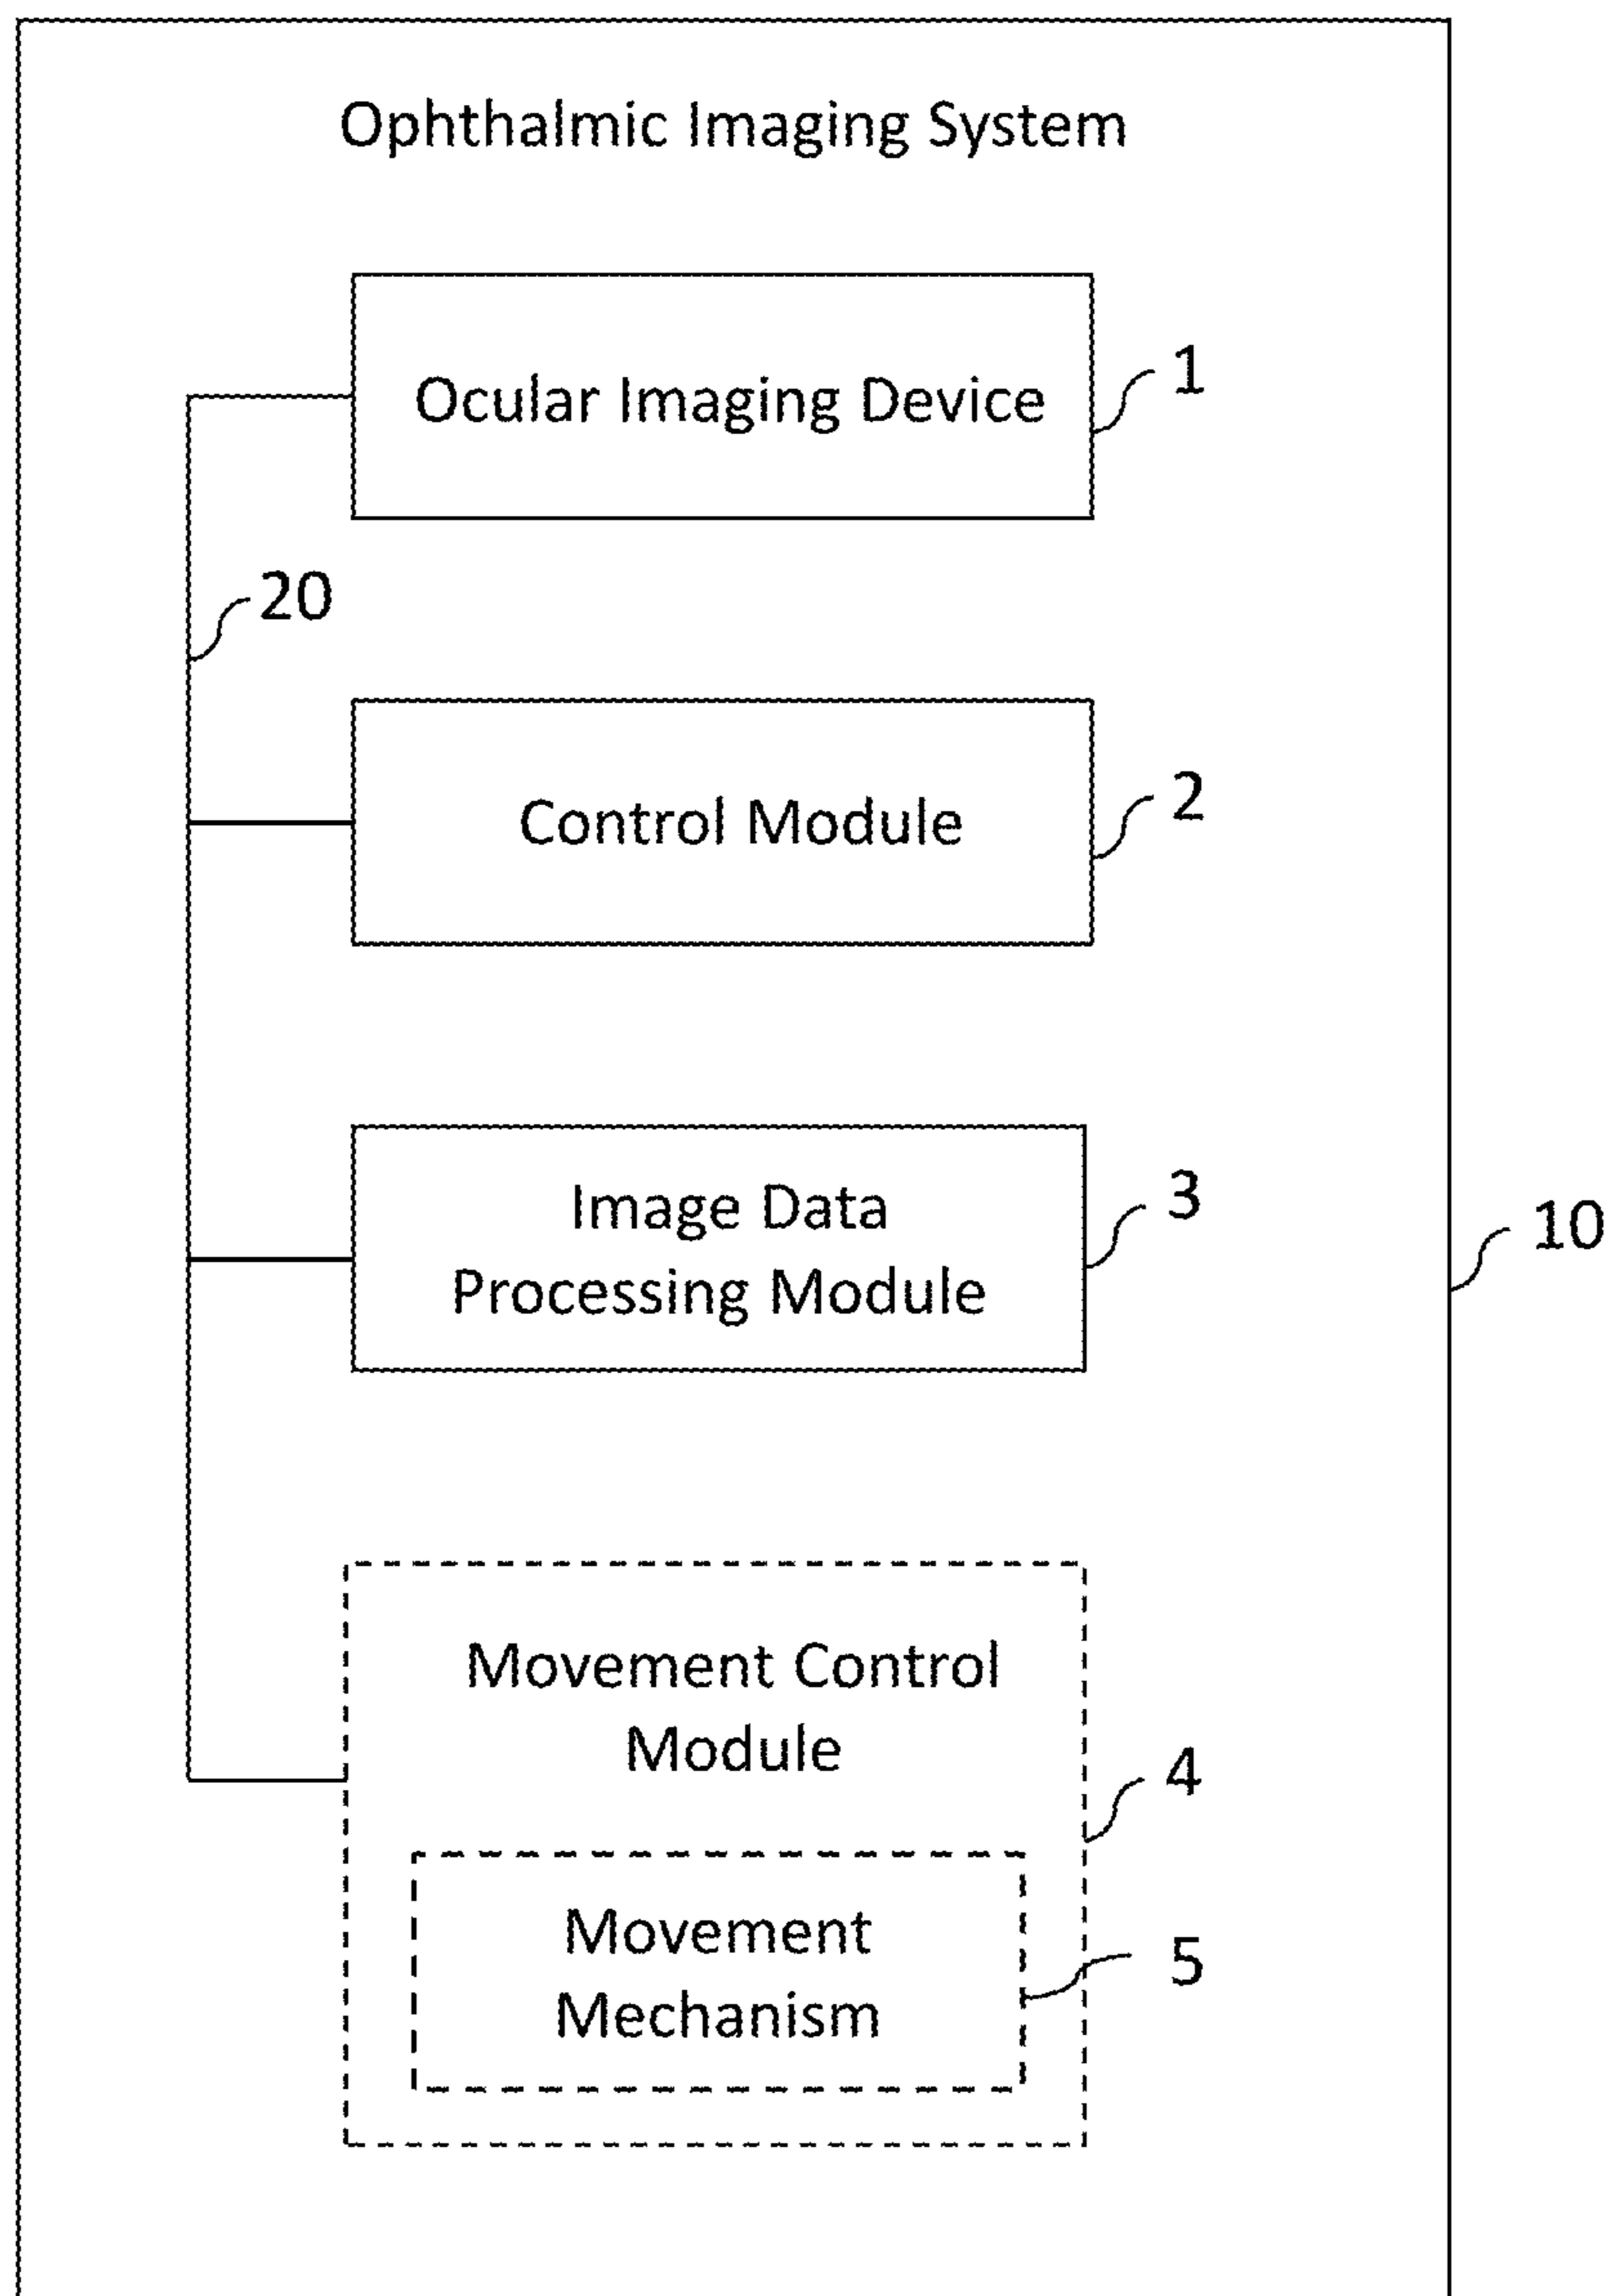 Ophthalmic Imaging System
Ocular Imaging Device
1
20
Control Module
2
Image Data
Processing Module
3
10
Movement Control
Module
4
Movement
Mechanism
5